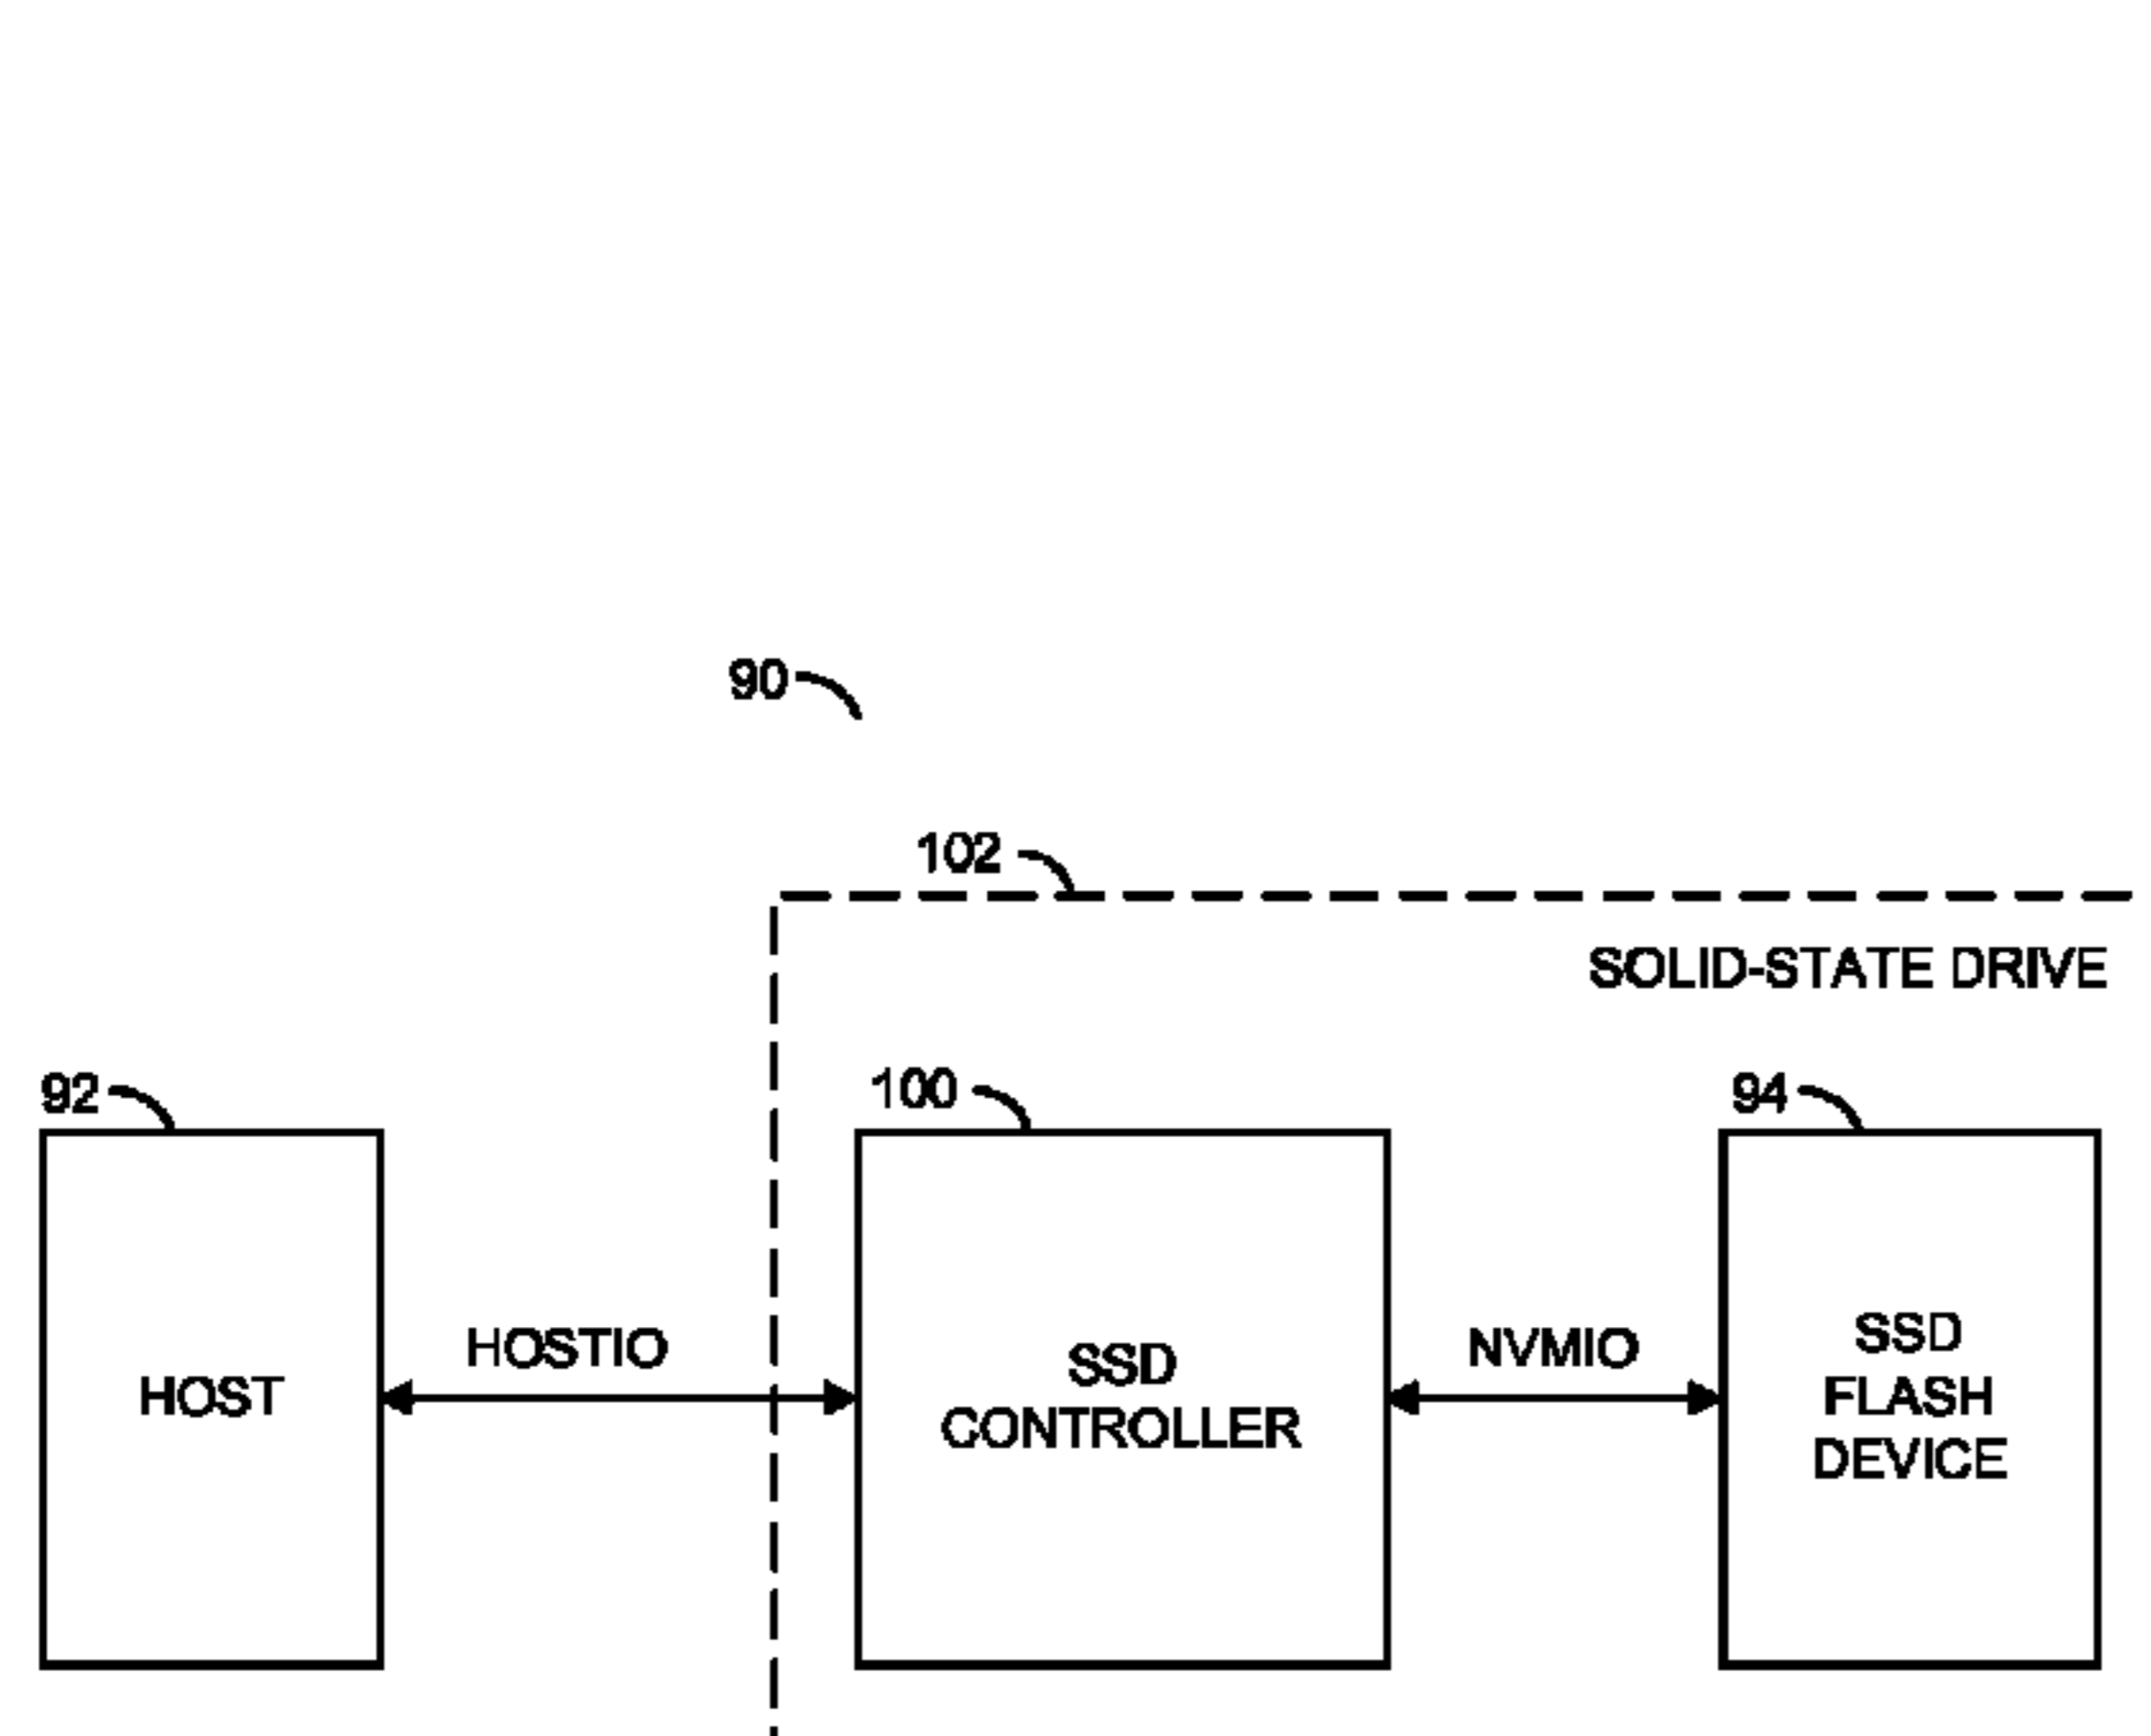 90
102
SOLID-STATE DRIVE
92
100
94
HOSTIO
NVMIO
HOST
SSD
CONTROLLER
SSD
FLASH
DEVICE